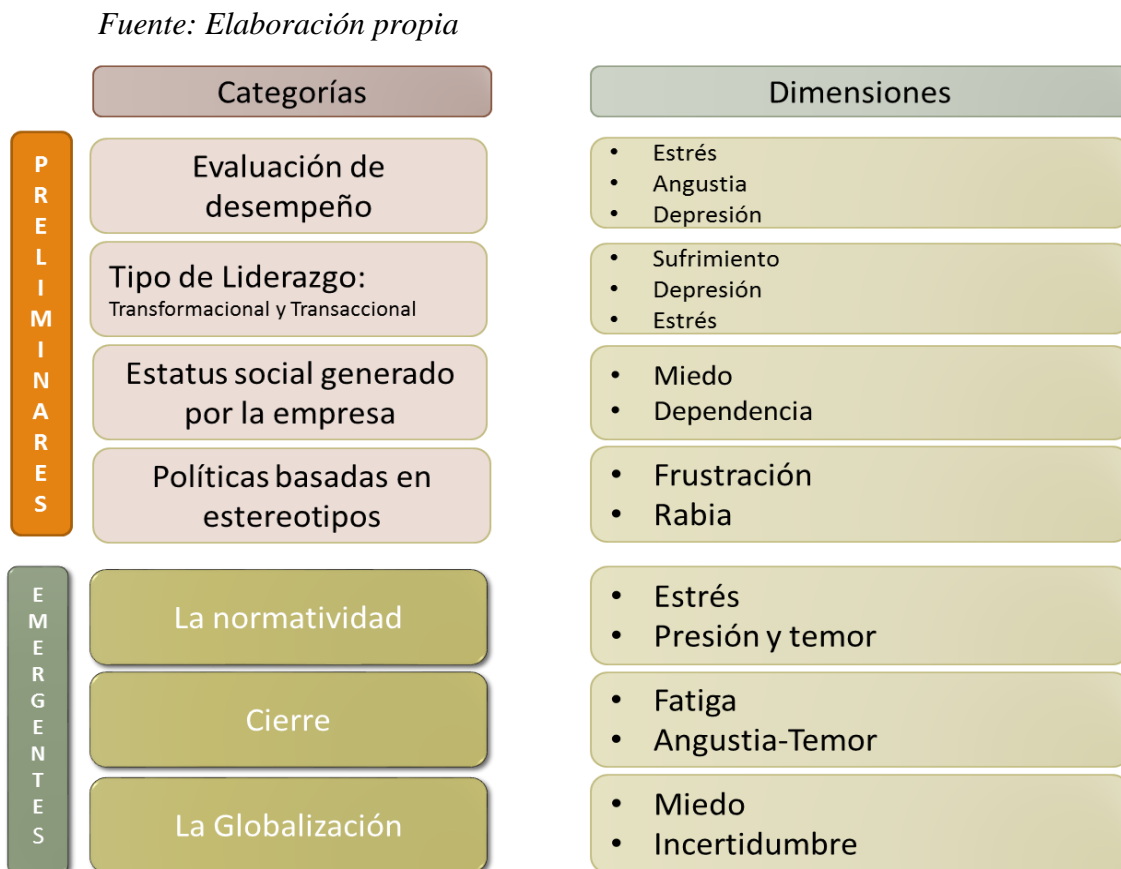 Fuente: Elaboración propia
Categorías
Dimensiones
PRELIMINARES
Evaluación de
desempeño
• Estrés
• Angustia
• Depresión
Tipo de Liderazgo:
Transformacional y Transaccional
• Sufrimiento
• Depresión
• Estrés
Estatus social generado
por la empresa
• Miedo
• Dependencia
Políticas basadas en
estereotipos
• Frustración
• Rabia
EMERGENTES
La normatividad
• Estrés
• Presión y temor
Cierre
• Fatiga
• Angustia-Temor
La Globalización
• Miedo
• Incertidumbre